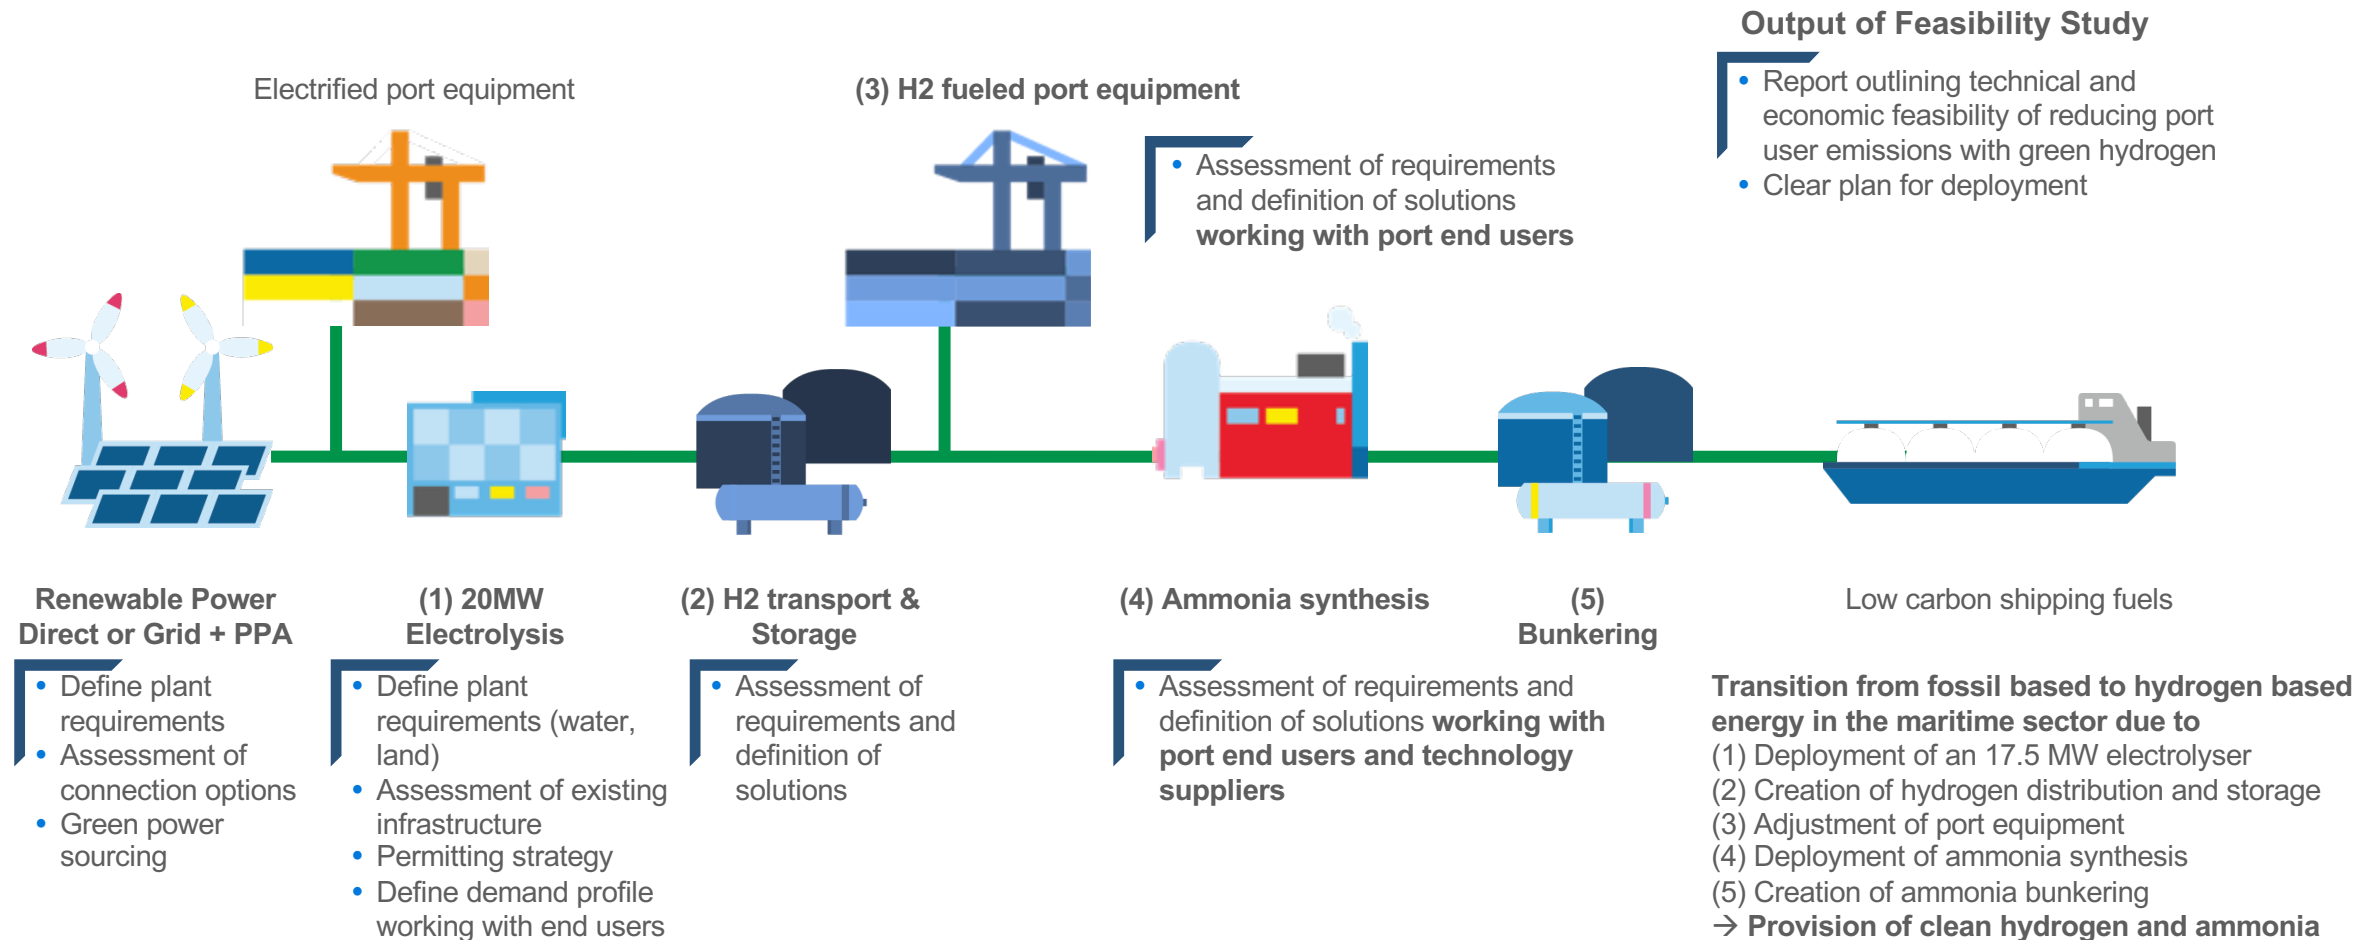 Output of Feasibility Study
• Report outlining technical and
economic feasibility of reducing port
user emissions with green hydrogen
• Clear plan for deployment
Electrified port equipment
(3) H2 fueled port equipment
• Assessment of requirements
and definition of solutions
working with port end users
Renewable Power
Direct or Grid + PPA
• Define plant
requirements
• Assessment of
connection options
• Green power
sourcing
(1) 20MW
Electrolysis
• Define plant
requirements (water,
land)
• Assessment of existing
infrastructure
• Permitting strategy
• Define demand profile
working with end users
(2) H2 transport &
Storage
• Assessment of
requirements and
definition of
solutions
(4) Ammonia synthesis
• Assessment of requirements and
definition of solutions working with
port end users and technology
suppliers
(5)
Bunkering
Low carbon shipping fuels
Transition from fossil based to hydrogen based
energy in the maritime sector due to
(1) Deployment of an 17.5 MW electrolyser
(2) Creation of hydrogen distribution and storage
(3) Adjustment of port equipment
(4) Deployment of ammonia synthesis
(5) Creation of ammonia bunkering
→ Provision of clean hydrogen and ammonia